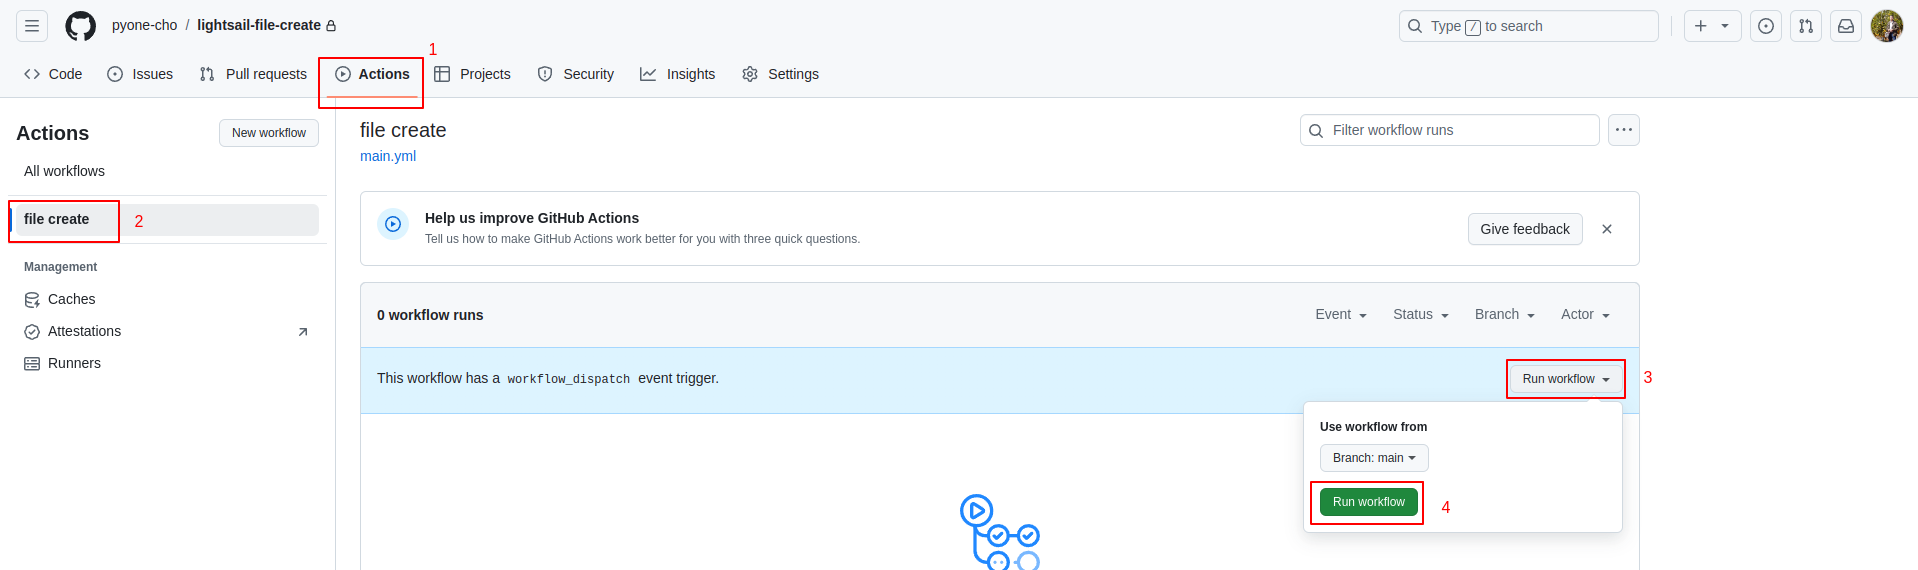 pyone-cho / lightsail-file-create
Type / to search
1
Code Issues Pull requests Actions Projects Security Insights Settings
Actions
New workflow
All workflows
file create
2
Management
Caches
Attestations
Runners
file create
main.yml
Filter workflow runs
Help us improve GitHub Actions
Tell us how to make GitHub Actions work better for you with three quick questions.
Give feedback
0 workflow runs
Event Status Branch Actor
This workflow has a workflow_dispatch event trigger.
Run workflow
3
Use workflow from
Branch: main
Run workflow
4